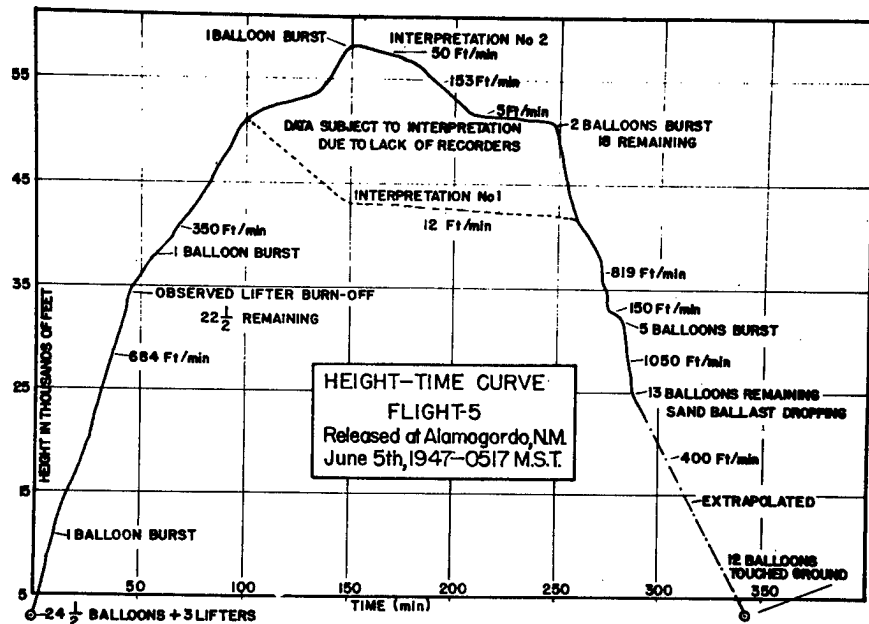 1 BALLOON BURST
INTERPRETATION No 2
50 Ft/min
153 Ft/min
5 Ft/min
DATA SUBJECT TO INTERPRETATION
DUE TO LACK OF RECORDERS
2 BALLOONS BURST
18 REMAINING
INTERPRETATION No 1
12 Ft/min
350 Ft/min
1 BALLOON BURST
OBSERVED LIFTER BURN-OFF
22 1/2 REMAINING
819 Ft/min
150 Ft/min
5 BALLOONS BURST
1050 Ft/min
654 Ft/min
HEIGHT-TIME CURVE
FLIGHT-5
Released at Alamogordo, N.M.
June 5th, 1947-0517 M.S.T.
13 BALLOONS REMAINING
SAND BALLAST DROPPING
400 Ft/min
EXTRAPOLATED
1 BALLOON BURST
12 BALLOONS
TOUCHED GROUND
24 1/2 BALLOONS + 3 LIFTERS
HEIGHT IN THOUSANDS OF FEET
55
45
35
25
15
5
0 50 100 150 200 250 300 350
TIME (min)